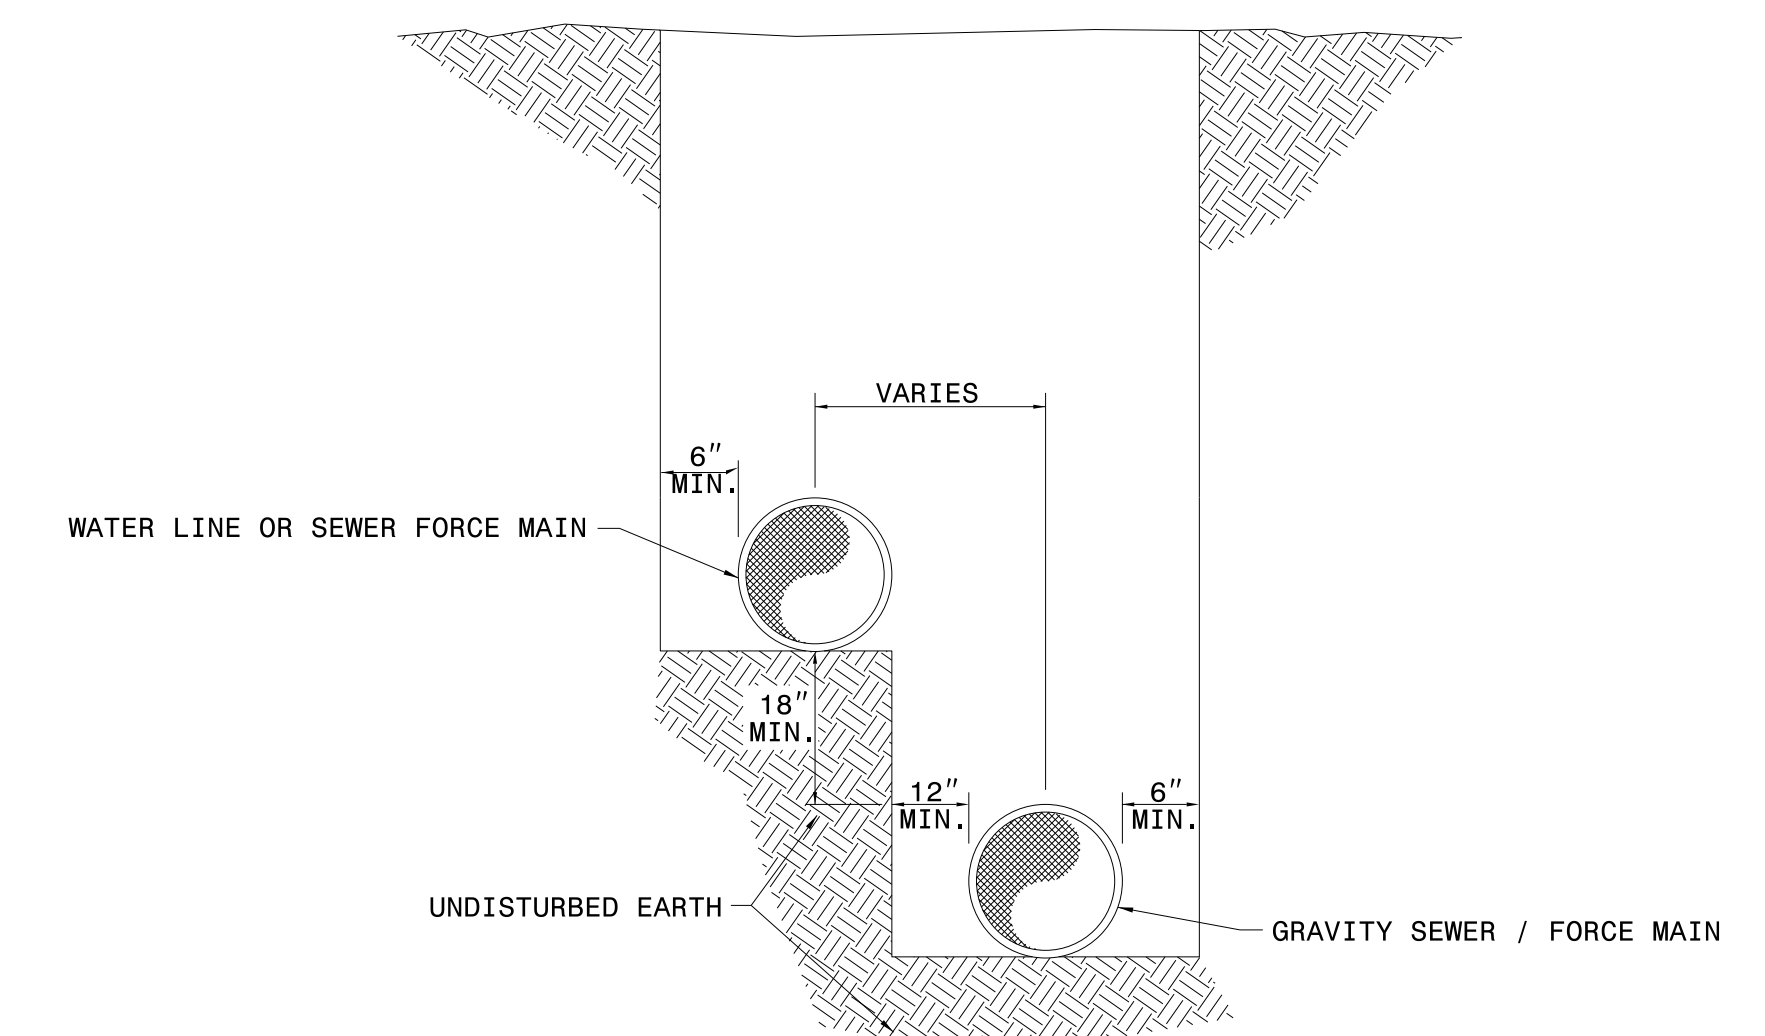 VARIES
6"
MIN.
WATER LINE OR SEWER FORCE MAIN
18"
MIN.
12"
MIN.
6"
MIN.
UNDISTURBED EARTH
GRAVITY SEWER / FORCE MAIN